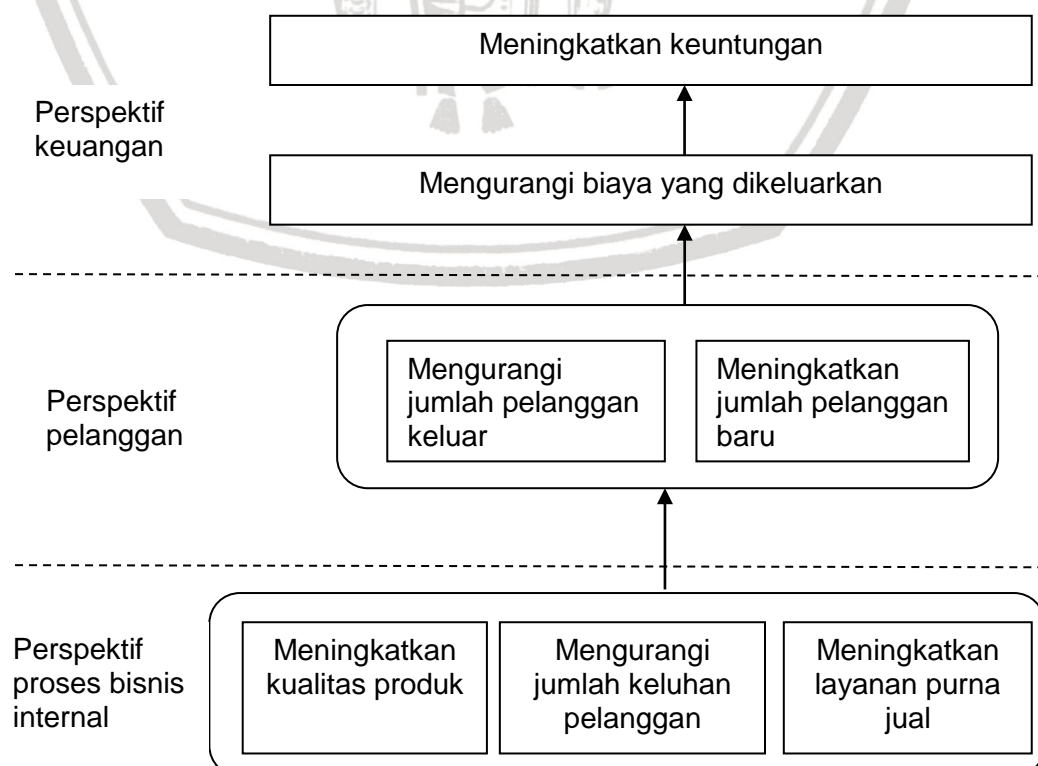 Meningkatkan keuntungan
Perspektif
keuangan
Mengurangi biaya yang dikeluarkan
Perspektif
pelanggan
Mengurangi
jumlah pelanggan
keluar
Meningkatkan
jumlah pelanggan
baru
Perspektif
proses bisnis
internal
Meningkatkan
kualitas produk
Mengurangi
jumlah keluhan
pelanggan
Meningkatkan
layanan purna
jual